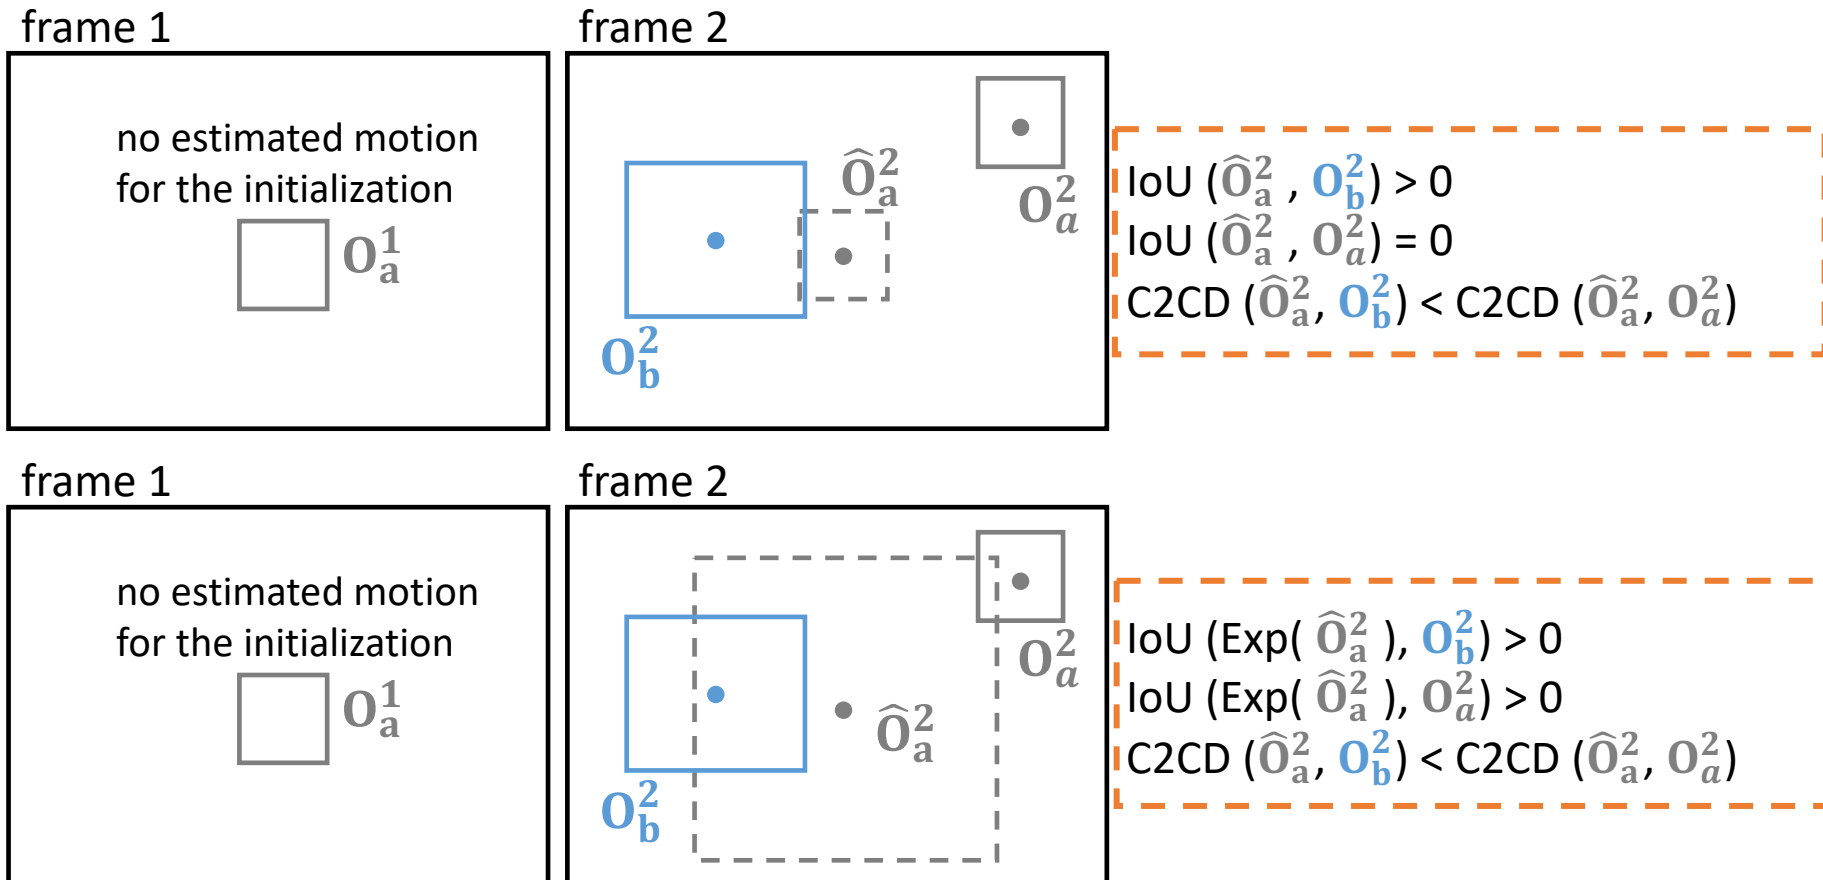 frame 1
frame 2
no estimated motion
for the initialization
O_a^1
Ô_a^2
O_a^2
O_b^2
IoU (Ô_a^2 , O_b^2) > 0
IoU (Ô_a^2 , O_a^2) = 0
C2CD (Ô_a^2, O_b^2) < C2CD (Ô_a^2, O_a^2)
frame 1
frame 2
no estimated motion
for the initialization
O_a^1
O_a^2
Ô_a^2
O_b^2
IoU (Exp( Ô_a^2 ), O_b^2) > 0
IoU (Exp( Ô_a^2 ), O_a^2) > 0
C2CD (Ô_a^2, O_b^2) < C2CD (Ô_a^2, O_a^2)